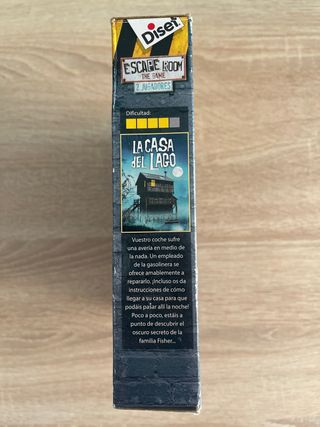 Diset
ESCAPE ROOM
THE GAME
2 JUGADORES
Dificultad:
LA CASA
DEL LAGO
Vuestro coche sufre
una avería en medio de
la nada. Un empleado de
la gasolinera se
ofrece amablemente a
repararlo. ¡Incluso os da
instrucciones de cómo
llegar a su casa para que
podáis pasar allí la noche!
Poco a poco, estáis a
punto de descubrir el
oscuro secreto de la
familia Fisher...